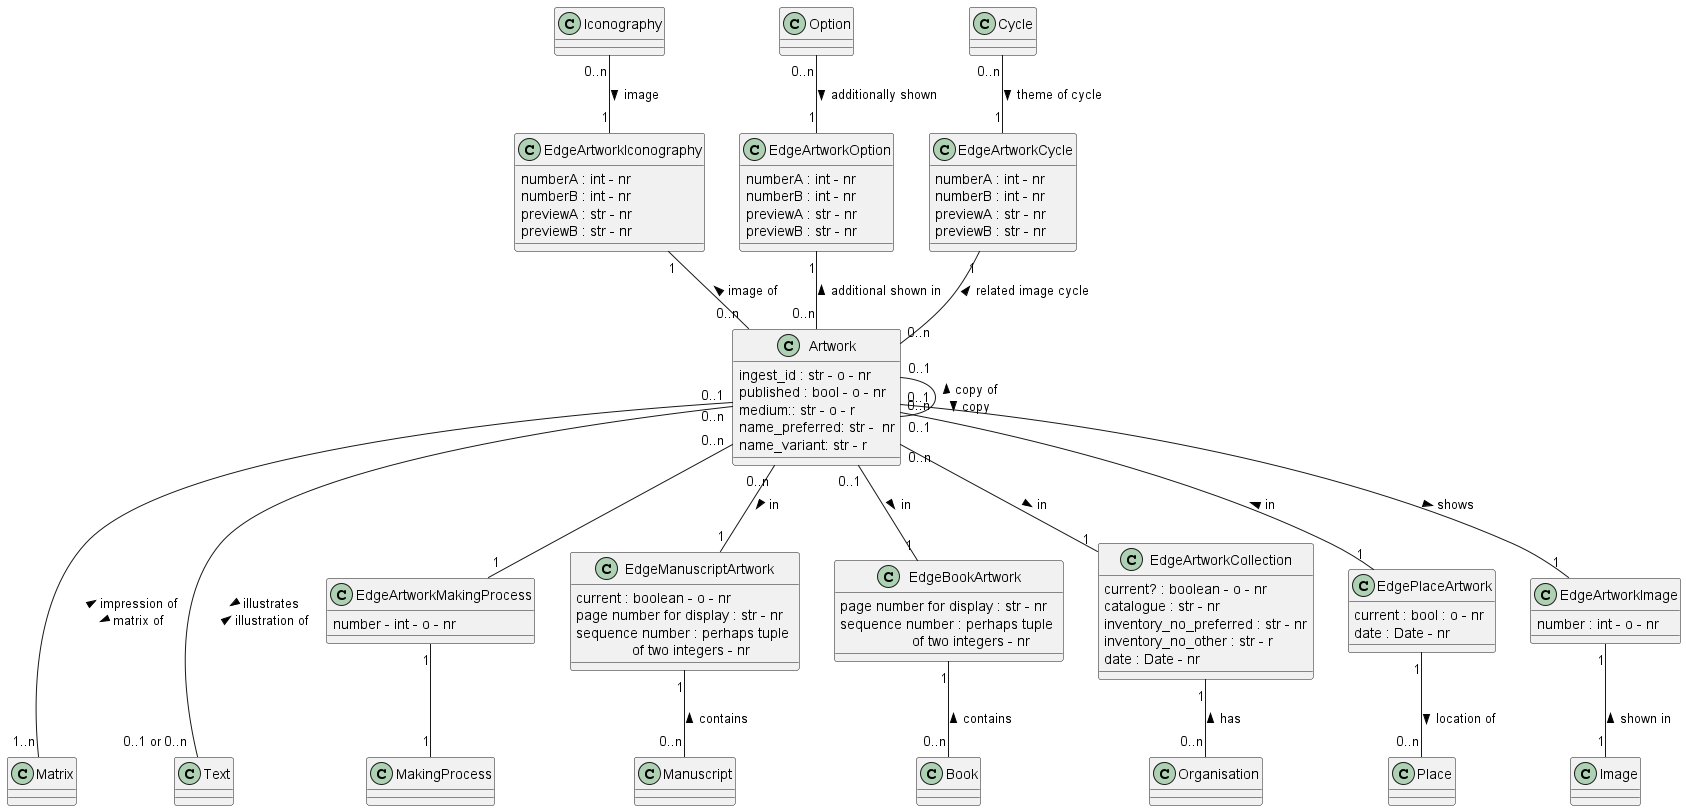 C Iconography
C Option
C Cycle
0..n
0..n
0..n
image
additionally shown
theme of cycle
1
1
1
C EdgeArtworkIconography
numberA : int - nr
numberB : int - nr
previewA : str - nr
previewB : str - nr
C EdgeArtworkOption
numberA : int - nr
numberB : int - nr
previewA : str - nr
previewB : str - nr
C EdgeArtworkCycle
numberA : int - nr
numberB : int - nr
previewA : str - nr
previewB : str - nr
1
1
1
image of
additional shown in
related image cycle
0..n
0..n
0..n
C Artwork
ingest_id : str - o - nr
published : bool - o - nr
medium:: str - o - r
name_preferred: str - nr
name_variant: str - r
0..1
copy of
copy
0..1
0..n
0..1
0..n
0..1
0..n
0..n
0..n
0..1
in
in
in
in
shows
1
1
1
1
1
1
impression of
matrix of
illustrates
illustration of
C EdgeArtworkMakingProcess
number - int - o - nr
C EdgeManuscriptArtwork
current : boolean - o - nr
page number for display : str - nr
sequence number : perhaps tuple
of two integers - nr
C EdgeBookArtwork
page number for display : str - nr
sequence number : perhaps tuple
of two integers - nr
C EdgeArtworkCollection
current? : boolean - o - nr
catalogue : str - nr
inventory_no_preferred : str - nr
inventory_no_other : str - r
date : Date - nr
C EdgePlaceArtwork
current : bool : o - nr
date : Date - nr
C EdgeArtworkImage
number : int - o - nr
1
1
1
1
1
1
contains
contains
has
location of
shown in
1..n
0..1 or 0..n
1
0..n
0..n
0..n
0..n
1
C Matrix
C Text
C MakingProcess
C Manuscript
C Book
C Organisation
C Place
C Image